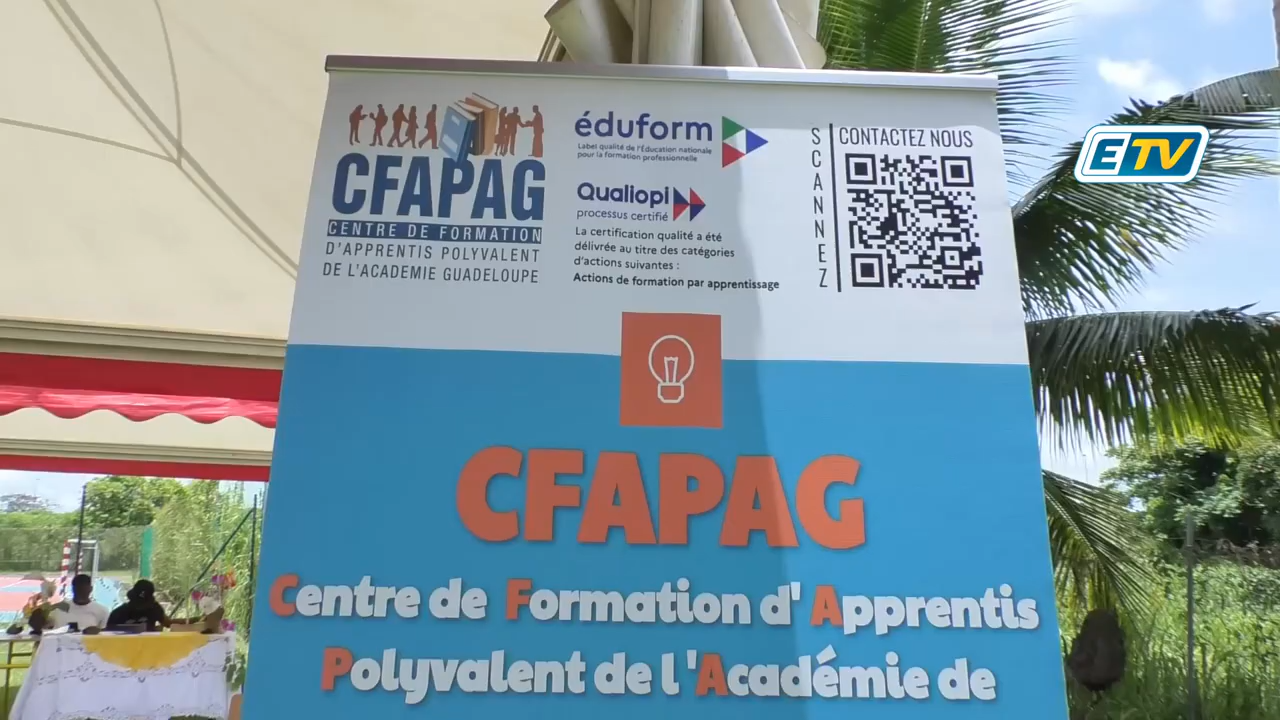 CFAPAG
CENTRE DE FORMATION
D'APPRENTIS POLYVALENT
DE L'ACADEMIE GUADELOUPE
éduform
Label qualité de l'Éducation nationale
pour la formation professionnelle
Qualiopi
processus certifié
La certification qualité a été
délivrée au titre des catégories
d'actions suivantes :
Actions de formation par apprentissage
SCANNEZ
CONTACTEZ NOUS
ETV
CFAPAG
Centre de Formation d'Apprentis
Polyvalent de l'Académie de